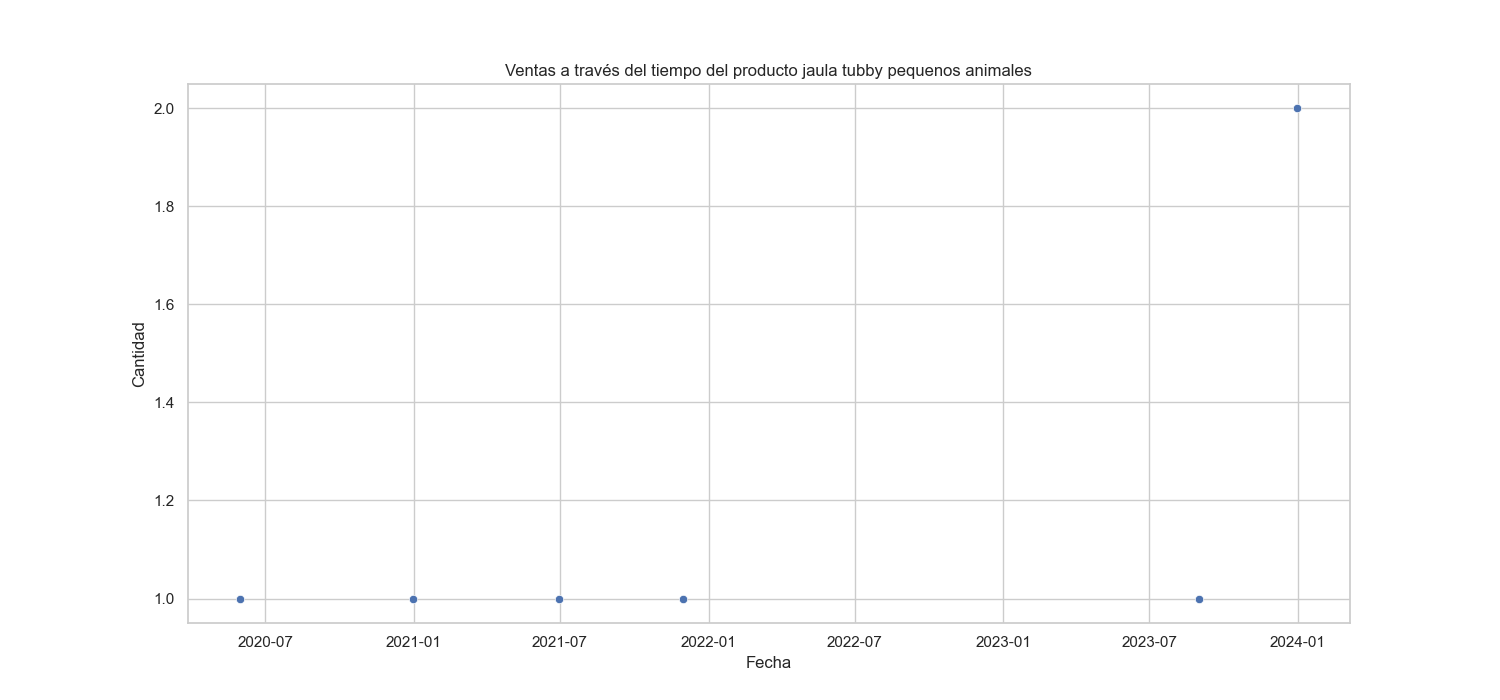 Ventas a través del tiempo del producto jaula tubby pequenos animales
2.0
1.8
1.6
1.4
1.2
1.0
Cantidad
2020-07 2021-01 2021-07 2022-01 2022-07 2023-01 2023-07 2024-01
Fecha